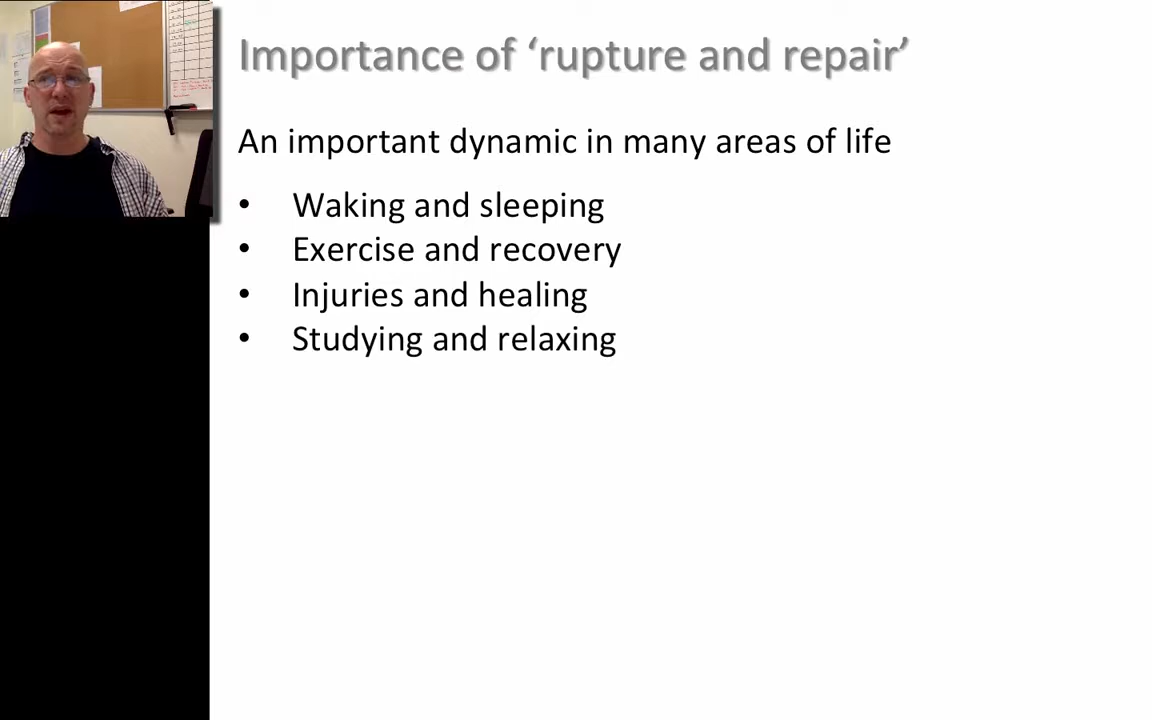 Importance of ‘rupture and repair’
An important dynamic in many areas of life
• Waking and sleeping
• Exercise and recovery
• Injuries and healing
• Studying and relaxing